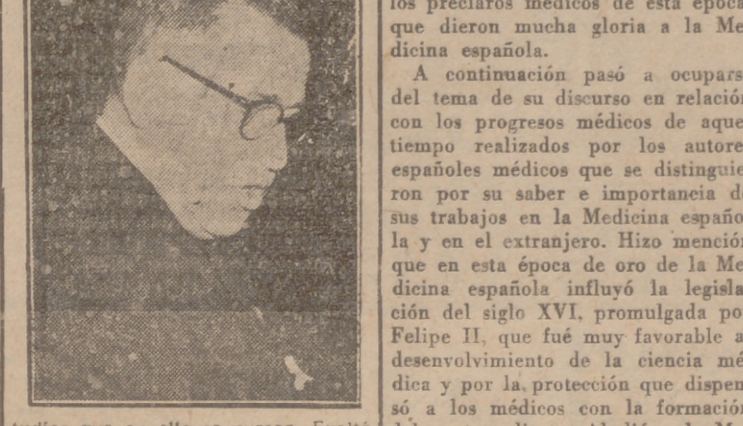 los preclaros médicos de esta época
que dieron mucha gloria a la Me
dicina española.
A continuación pasó a ocupars
del tema de su discurso en relació
con los progresos médicos de aque
tiempo realizados por los autore
españoles médicos que se distinguie
ron por su saber e importancia d
sus trabajos en la Medicina españo
la y en el extranjero. Hizo menció
que en esta época de oro de la Me
dicina española influyó la legisla
ción del siglo XVI, promulgada po
Felipe II, que fué muy favorable a
desenvolvimiento de la ciencia mé
dica y por la protección que dispen
só a los médicos con la formació